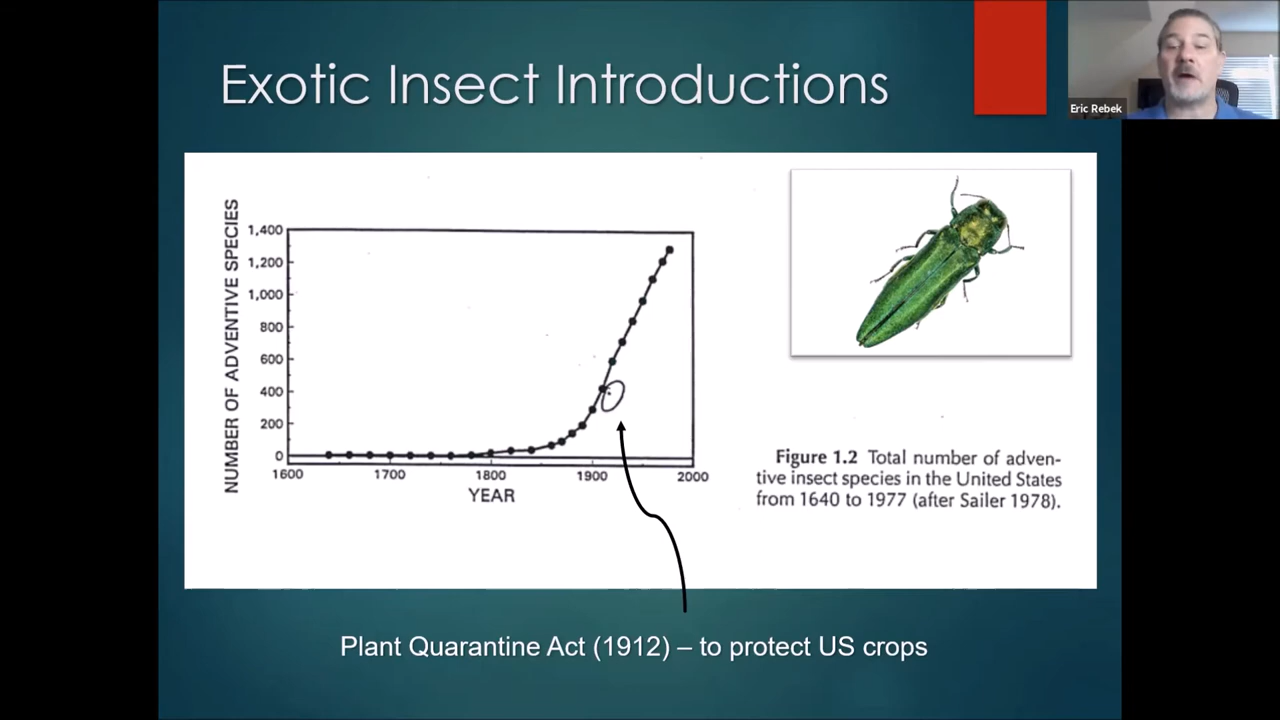 Exotic Insect Introductions
Eric Rebek
NUMBER OF ADVENTIVE SPECIES
1,400
1,200
1,000
800
600
400
200
0
1600
1700
1800
1900
2000
YEAR
Figure 1.2 Total number of adven-
tive insect species in the United States
from 1640 to 1977 (after Sailer 1978).
Plant Quarantine Act (1912) – to protect US crops